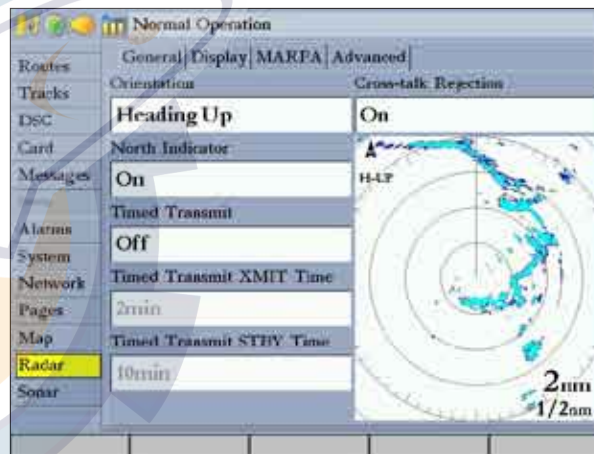 Normal Operation
General Display MARPA Advanced
Routes
Tracks
DSC
Card
Messages
Alarms
System
Network
Pages
Map
Radar
Sonar
Orientation
Heading Up
North Indicator
On
Timed Transmit
Off
Timed Transmit XMIT Time
2min
Timed Transmit STBY Time
10min
Cross-talk Rejection
On
H-UP
2nm
1/2nm